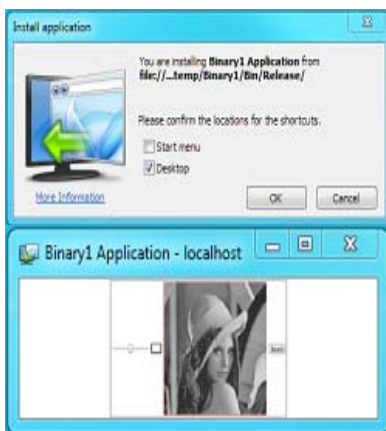 Install application
You are installing Binary1 Application from
file://...temp/Binary1/Bin/Release/
Please confirm the locations for the shortcuts.
Start menu
Desktop
More Information
OK
Cancel
Binary1 Application - localhost